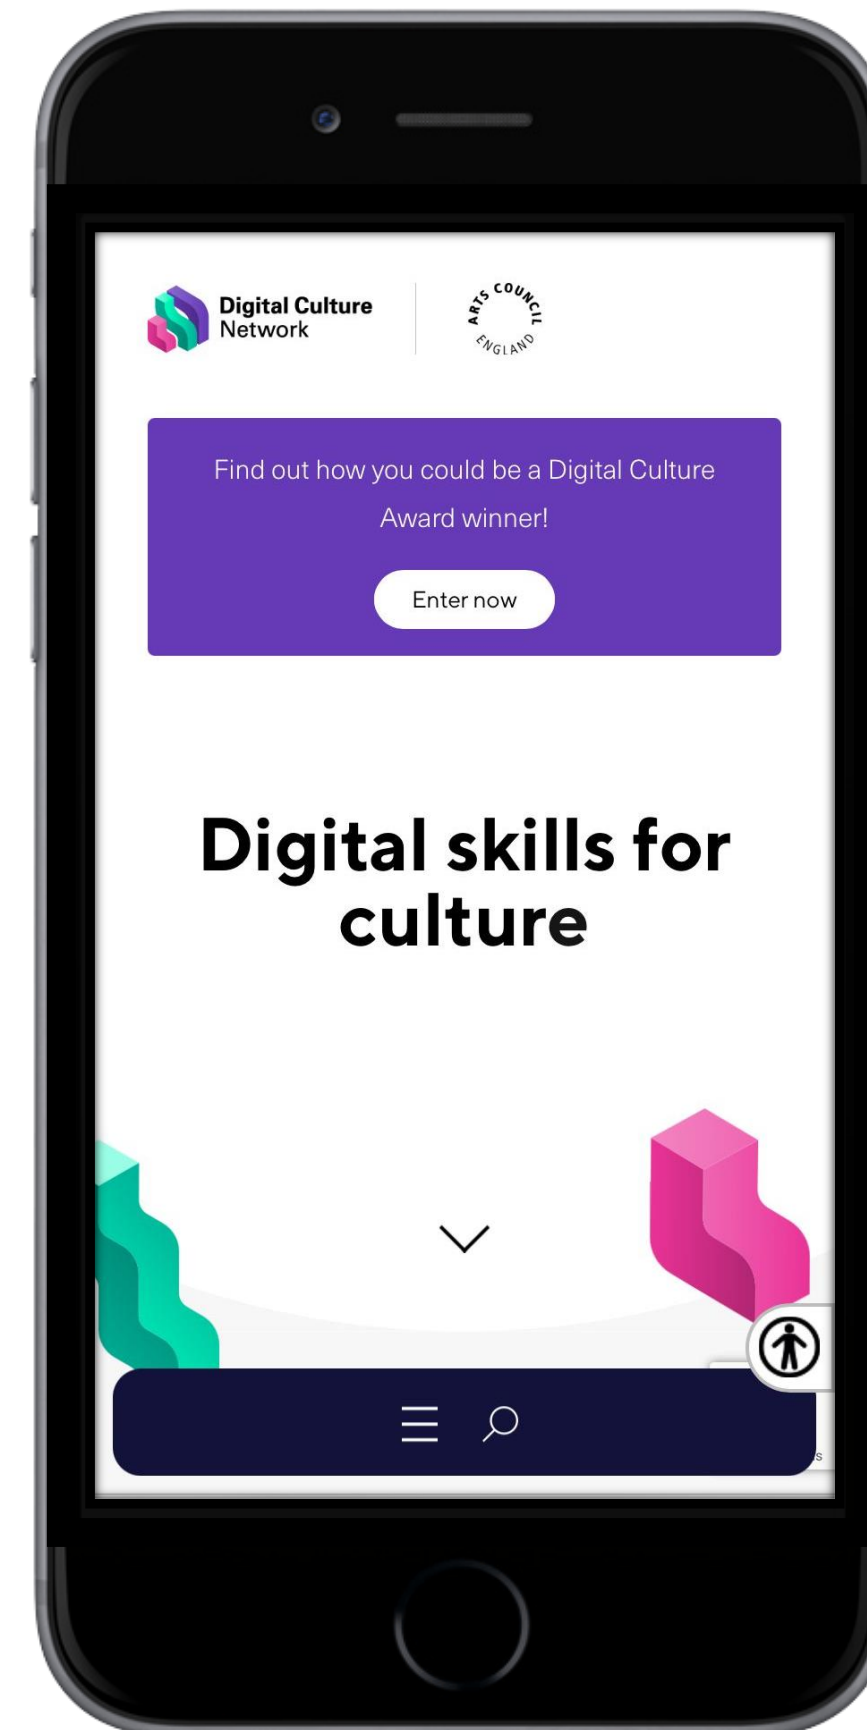 Digital Culture
Network
ARTS COUNCIL
ENGLAND
Find out how you could be a Digital Culture
Award winner!
Enter now
Digital skills for
culture